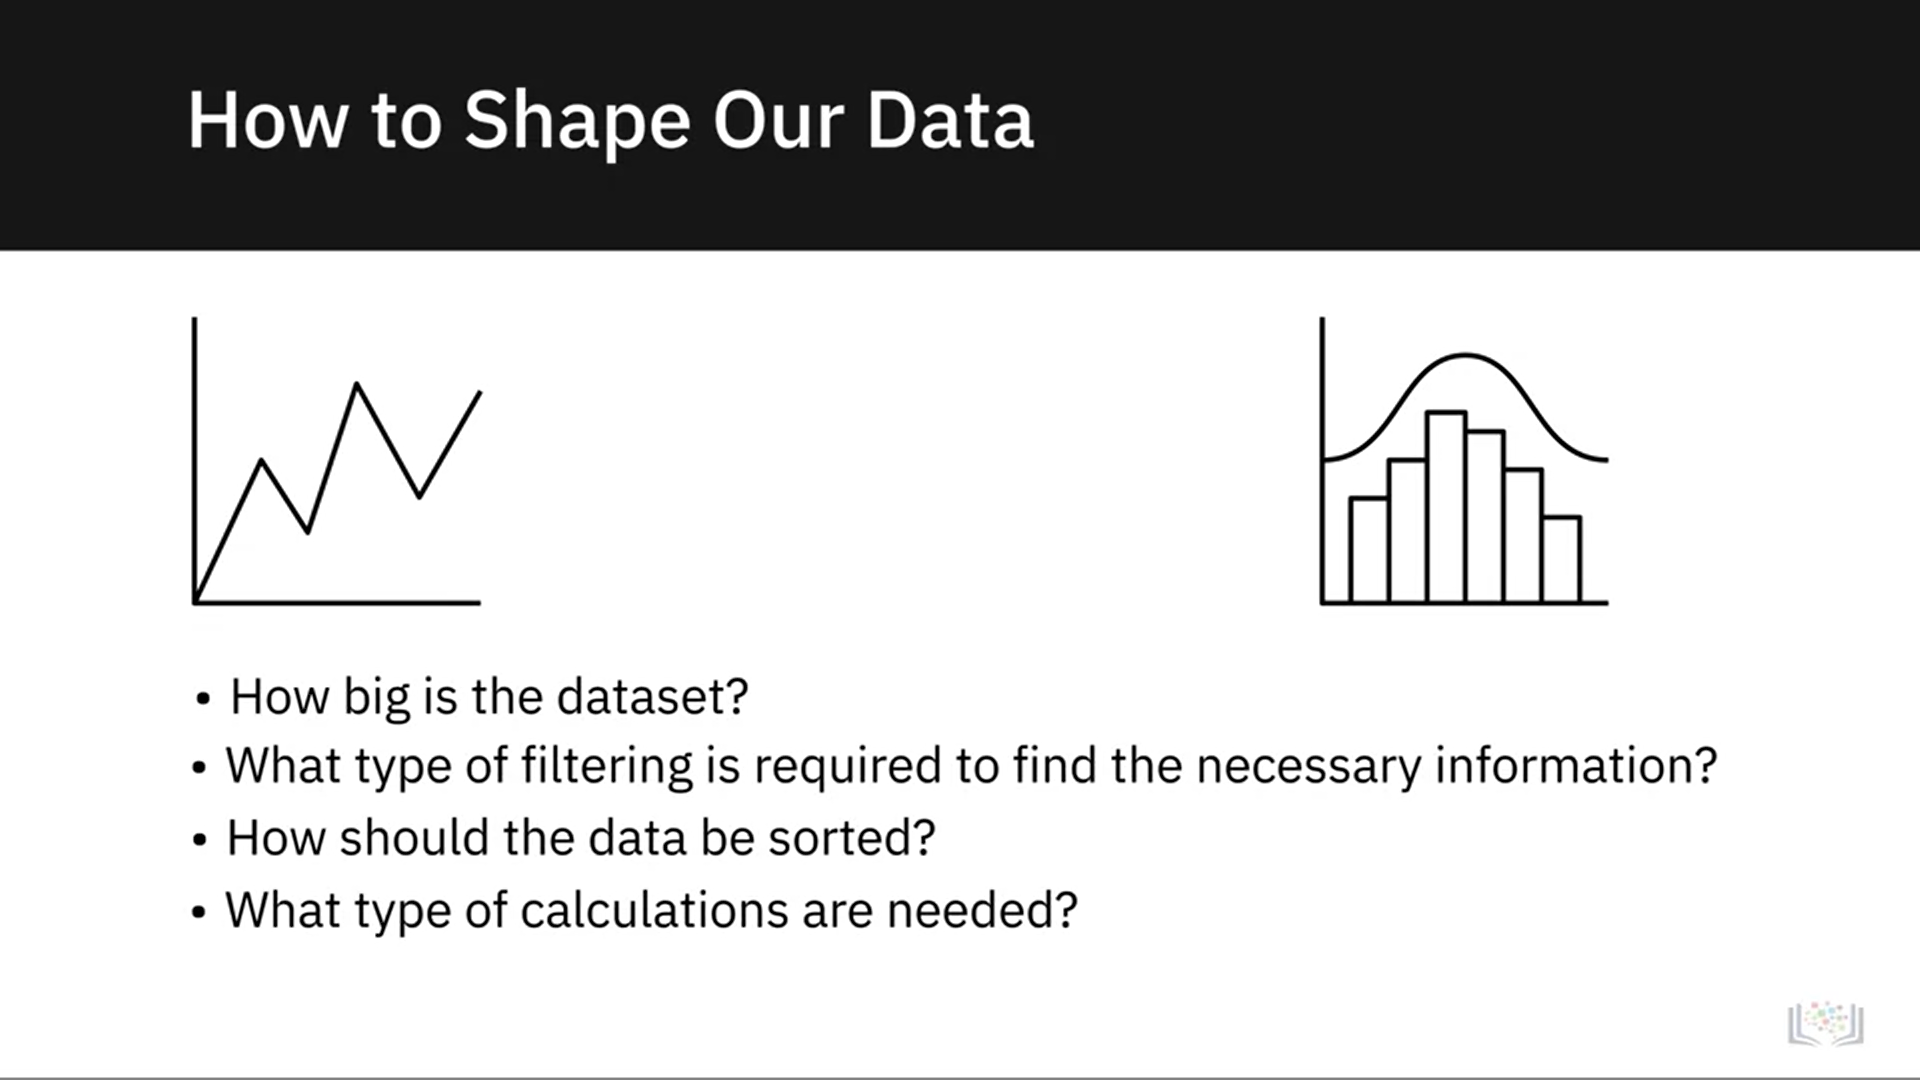 How to Shape Our Data
• How big is the dataset?
• What type of filtering is required to find the necessary information?
• How should the data be sorted?
• What type of calculations are needed?